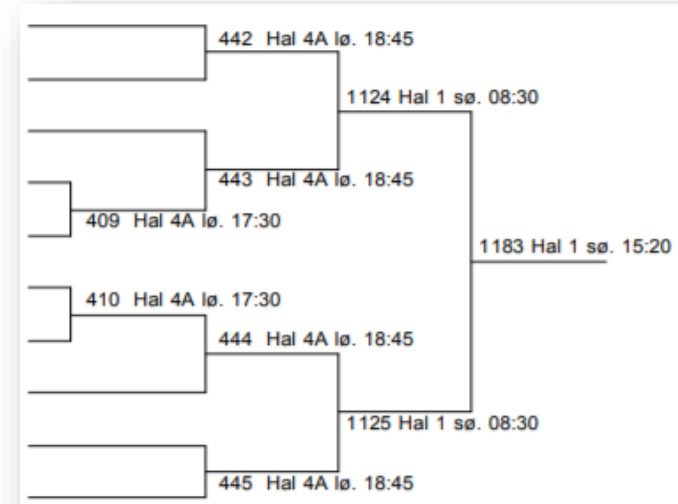 442 Hal 4A lø. 18:45
1124 Hal 1 sø. 08:30
443 Hal 4A lø. 18:45
409 Hal 4A lø. 17:30
1183 Hal 1 sø. 15:20
410 Hal 4A lø. 17:30
444 Hal 4A lø. 18:45
1125 Hal 1 sø. 08:30
445 Hal 4A lø. 18:45